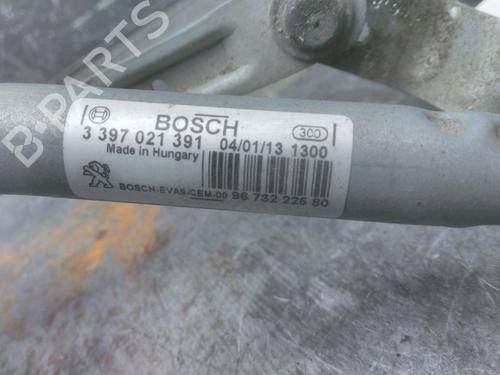 B-PARTS
BOSCH
300
3 397 021 391 04/01/13 1300
Made in Hungary
BOSCH-EVAS-CEM-00 96 732 226 80